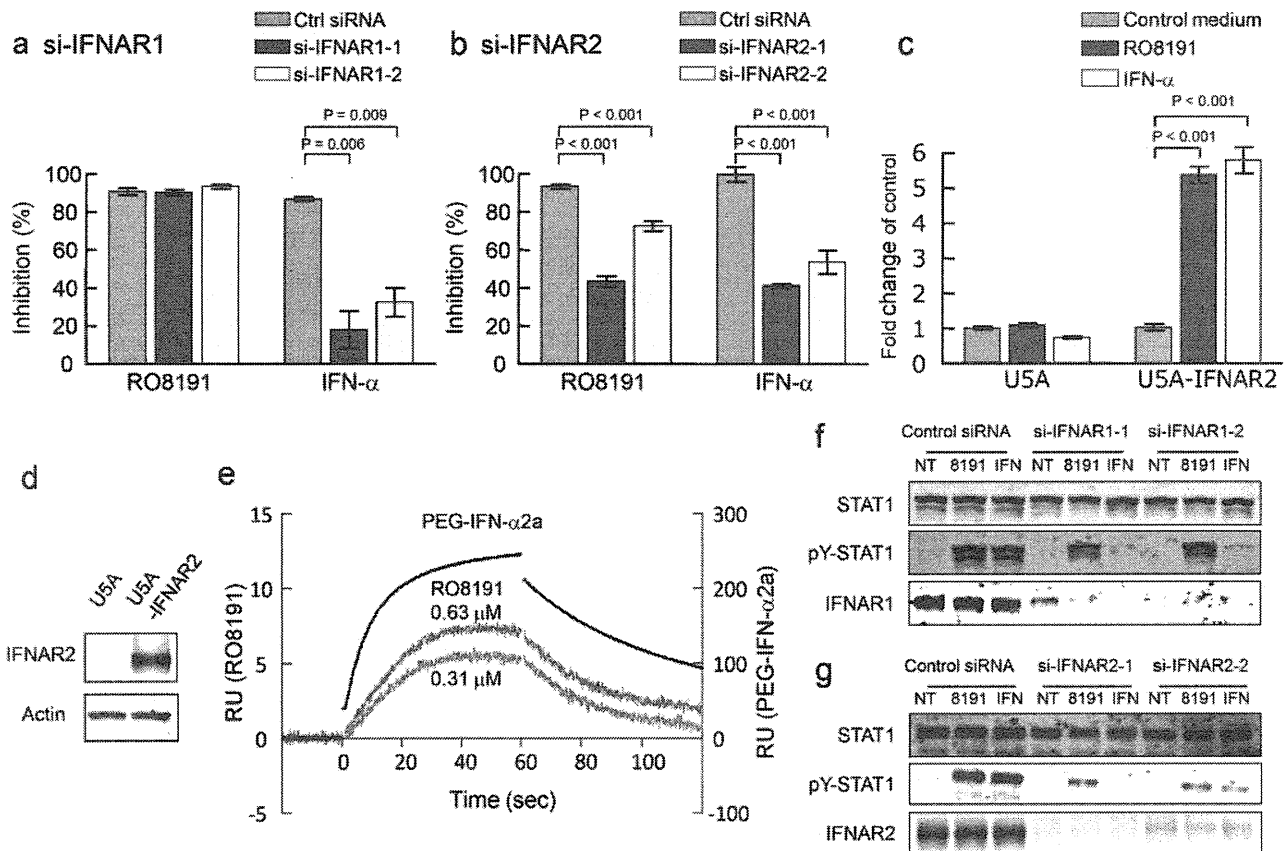 a si-IFNAR1
Ctrl siRNA
si-IFNAR1-1
si-IFNAR1-2
P = 0.009
P = 0.006
Inhibition (%)
100
80
60
40
20
0
RO8191
IFN-α
b si-IFNAR2
Ctrl siRNA
si-IFNAR2-1
si-IFNAR2-2
P < 0.001
P < 0.001
P < 0.001
P < 0.001
Inhibition (%)
100
80
60
40
20
0
RO8191
IFN-α
c
Control medium
RO8191
IFN-α
P < 0.001
P < 0.001
Fold change of control
6
5
4
3
2
1
0
U5A
U5A-IFNAR2
d
U5A
U5A
-IFNAR2
IFNAR2
Actin
e
PEG-IFN-α2a
RO8191
0.63 μM
0.31 μM
RU (RO8191)
15
10
5
0
-5
RU (PEG-IFN-α2a)
300
200
100
0
-100
0 20 40 60 80 100
Time (sec)
f
Control siRNA si-IFNAR1-1 si-IFNAR1-2
NT 8191 IFN NT 8191 IFN NT 8191 IFN
STAT1
pY-STAT1
IFNAR1
g
Control siRNA si-IFNAR2-1 si-IFNAR2-2
NT 8191 IFN NT 8191 IFN NT 8191 IFN
STAT1
pY-STAT1
IFNAR2